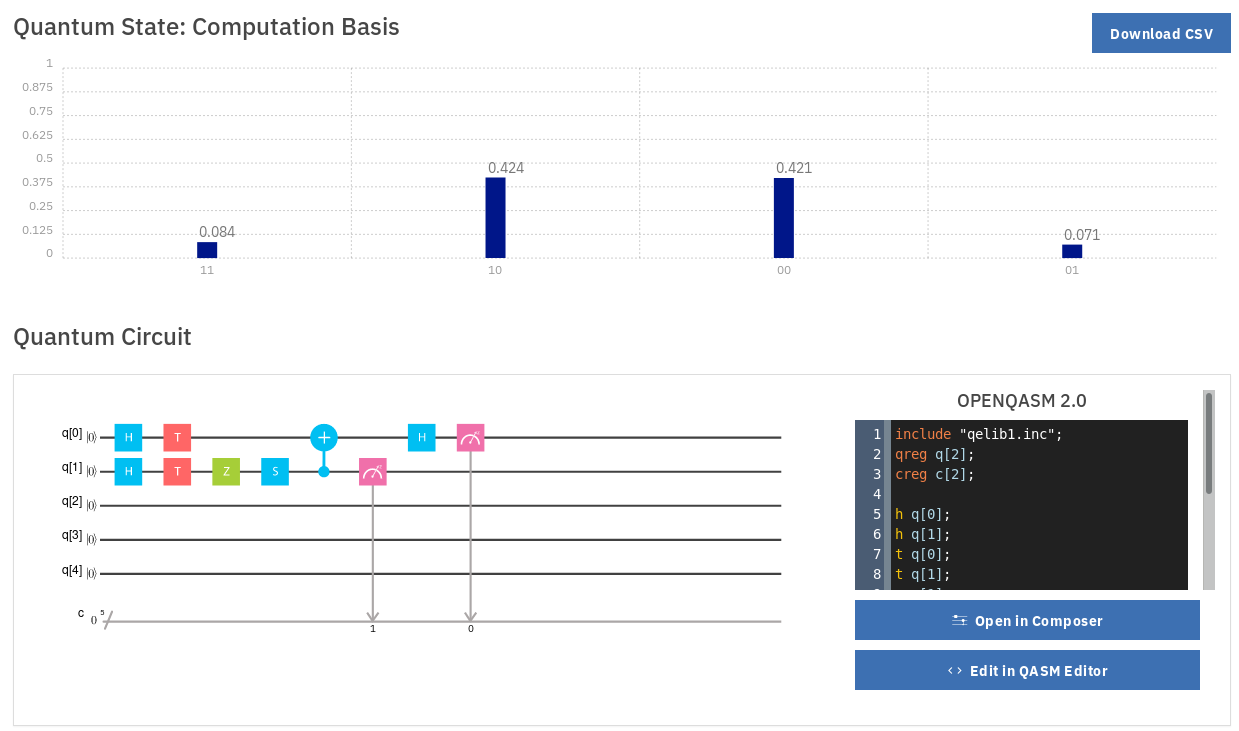 Quantum State: Computation Basis
Download CSV
1
0.875
0.75
0.625
0.5
0.375
0.25
0.125
0
0.084
0.424
0.421
0.071
11
10
00
01
Quantum Circuit
q[0] |0⟩ H T + H
q[1] |0⟩ H T Z S
q[2] |0⟩
q[3] |0⟩
q[4] |0⟩
c 0 5
1 0
OPENQASM 2.0
1 include "qelib1.inc";
2 qreg q[2];
3 creg c[2];
4
5 h q[0];
6 h q[1];
7 t q[0];
8 t q[1];
Open in Composer
Edit in QASM Editor